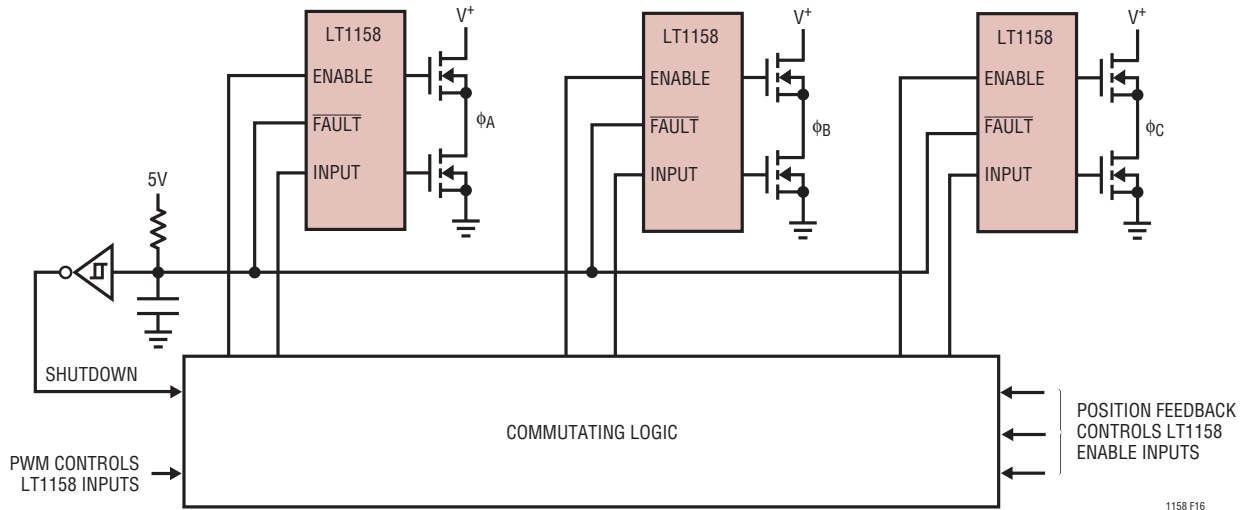 V+
LT1158
ENABLE
FAULT
INPUT
ϕA
V+
LT1158
ENABLE
FAULT
INPUT
ϕB
V+
LT1158
ENABLE
FAULT
INPUT
ϕC
5V
SHUTDOWN
PWM CONTROLS
LT1158 INPUTS
COMMUTATING LOGIC
POSITION FEEDBACK
CONTROLS LT1158
ENABLE INPUTS
1158 F16